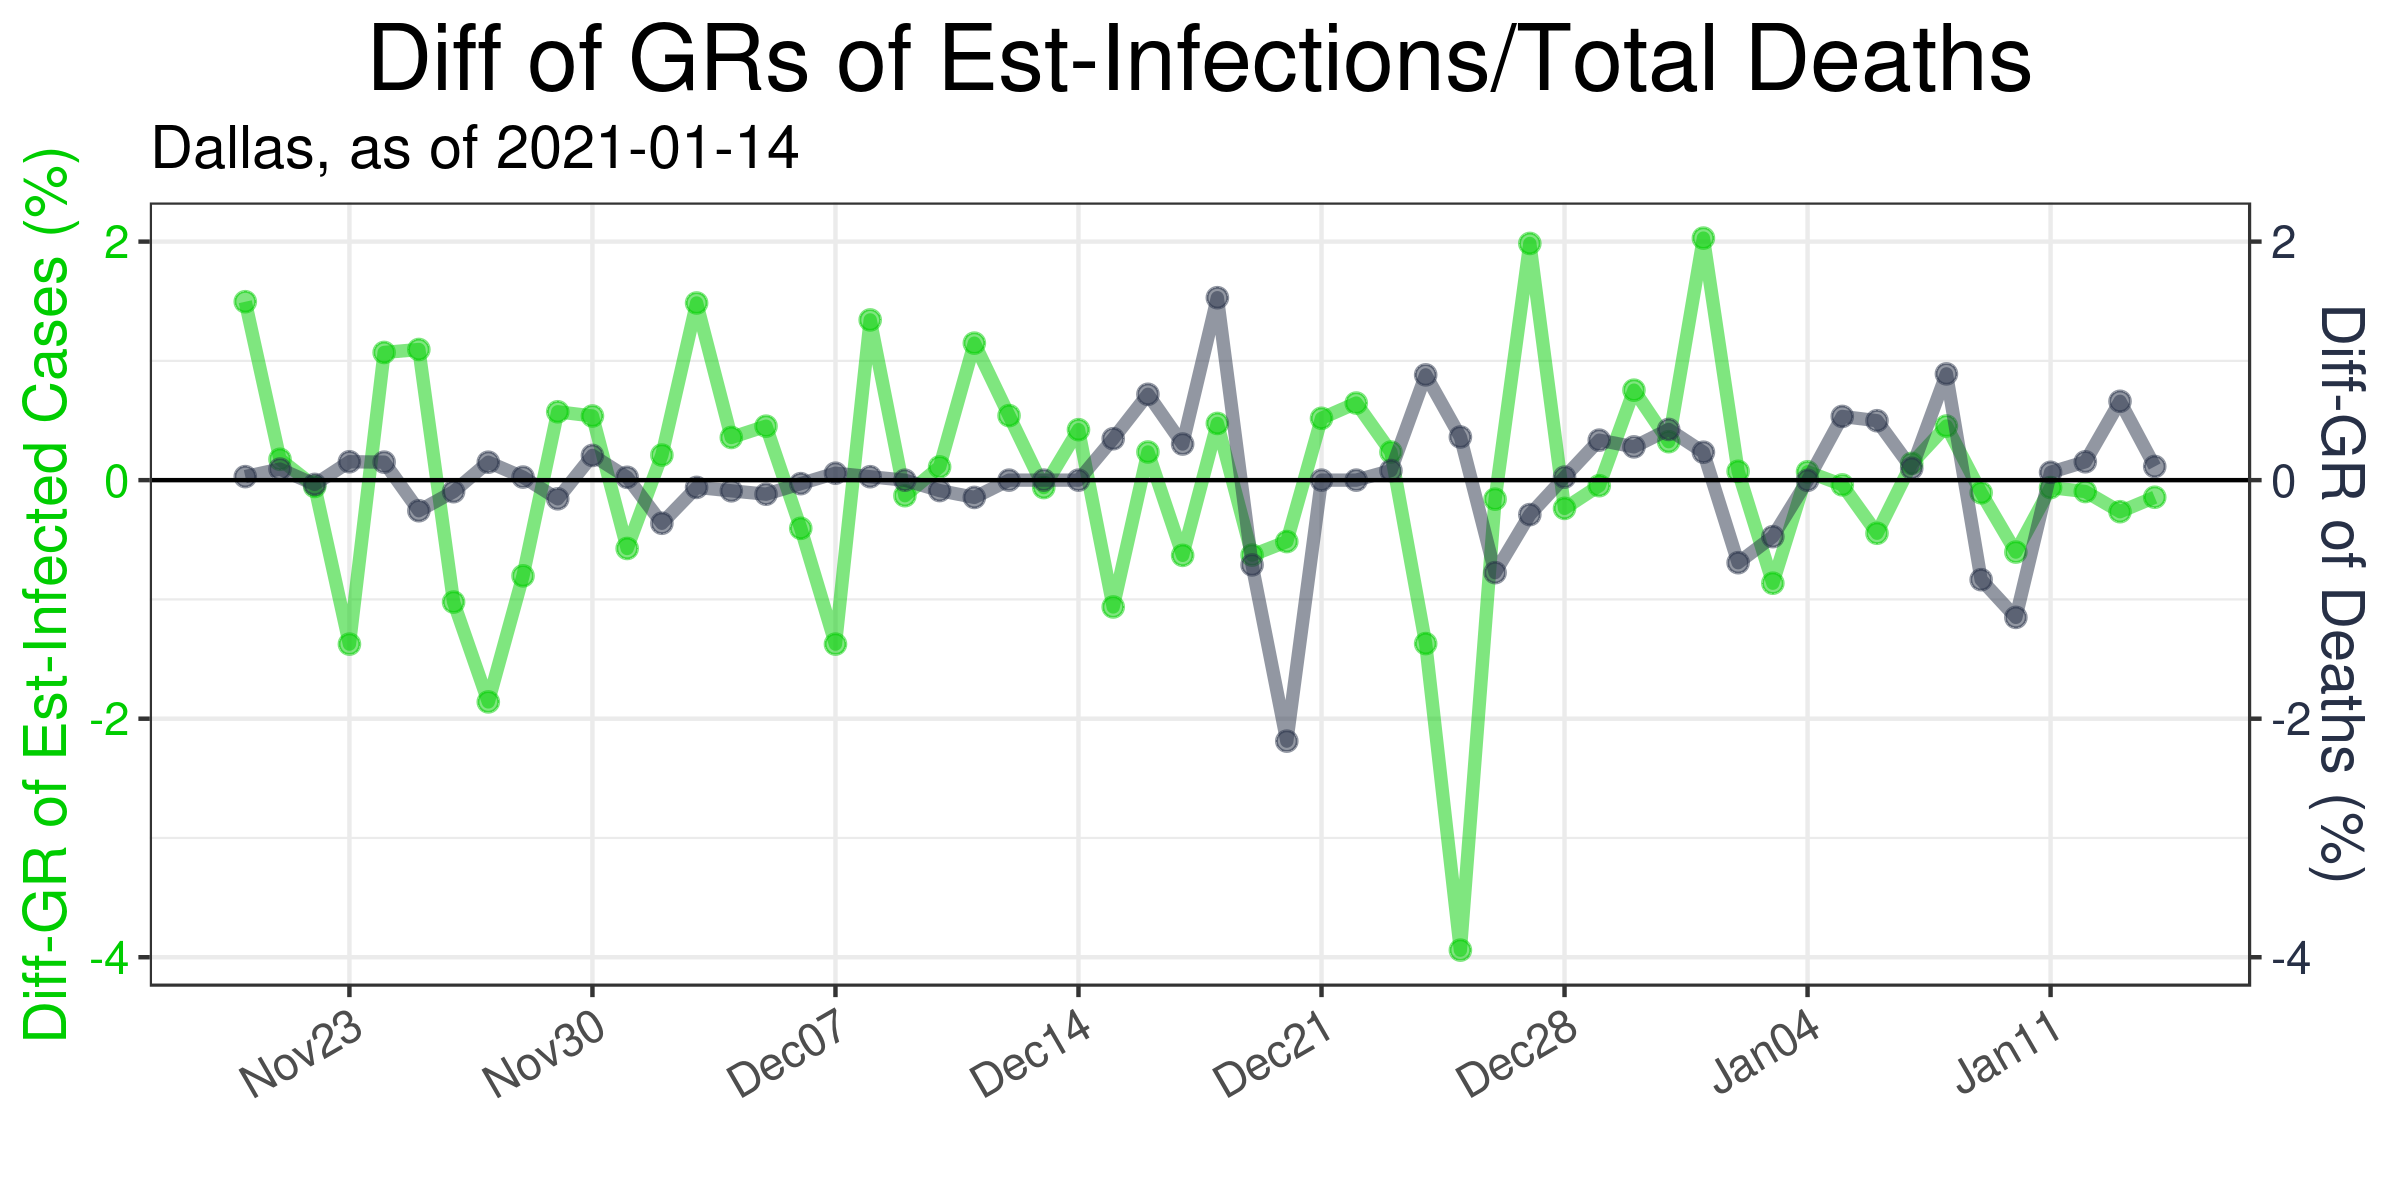 Diff of GRs of Est-Infections/Total Deaths
Dallas, as of 2021-01-14
Diff-GR of Est-Infected Cases (%)
2
0
-2
-4
2
0
-2
-4
Diff-GR of Deaths (%)
Nov23
Nov30
Dec07
Dec14
Dec21
Dec28
Jan04
Jan11